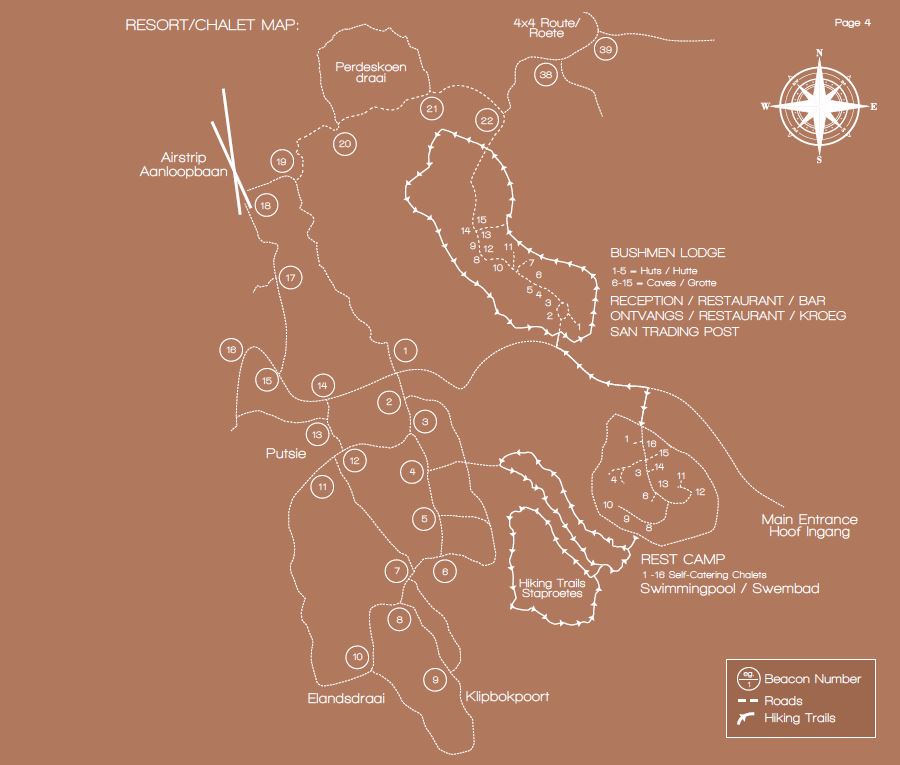 RESORT/CHALET MAP:
4x4 Route/
Roete
Page 4
39
38
N
W
E
S
Perdeskoen
draai
21
22
20
19
Airstrip
Aanloopbaan
18
17
15
14
13
9
12
11
8
10
7
6
5
4
3
2
1
BUSHMEN LODGE
1-5 = Huts / Hutte
6-15 = Caves / Grotte
RECEPTION / RESTAURANT / BAR
ONTVANGS / RESTAURANT / KROEG
SAN TRADING POST
16
1
15
14
2
3
13
Putsie
12
4
11
5
7
6
8
10
9
Elandsdraai
Klipbokpoort
1
16
15
14
3
4
13
11
12
6
10
9
8
Main Entrance
Hoof Ingang
REST CAMP
1 -16 Self-Catering Chalets
Swimmingpool / Swembad
Hiking Trails
Staproetes
eg.
1
Beacon Number
Roads
Hiking Trails